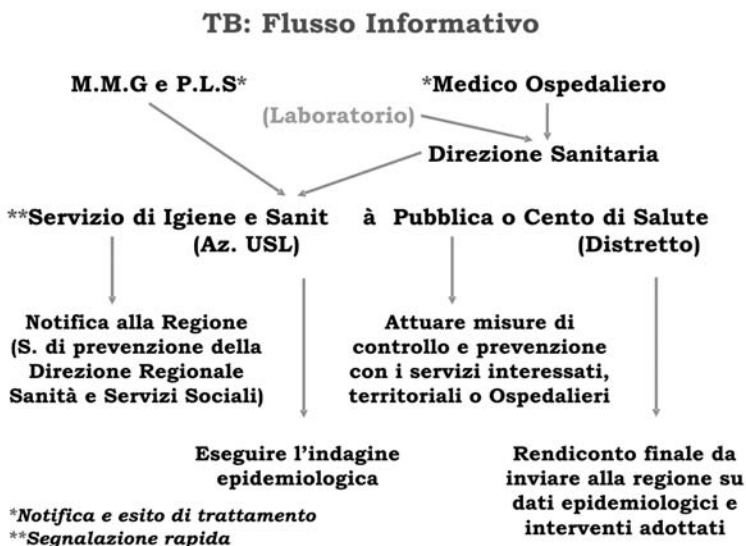 TB: Flusso Informativo
M.M.G e P.L.S*
*Medico Ospedaliero
(Laboratorio)
Direzione Sanitaria
**Servizio di Igiene e Sanit à Pubblica o Cento di Salute
(Az. USL) (Distretto)
Notifica alla Regione
(S. di prevenzione della
Direzione Regionale
Sanità e Servizi Sociali)
Attuare misure di
controllo e prevenzione
con i servizi interessati,
territoriali o Ospedalieri
Eseguire l'indagine
epidemiologica
Rendiconto finale da
inviare alla regione su
dati epidemiologici e
interventi adottati
*Notifica e esito di trattamento
**Segnalazione rapida